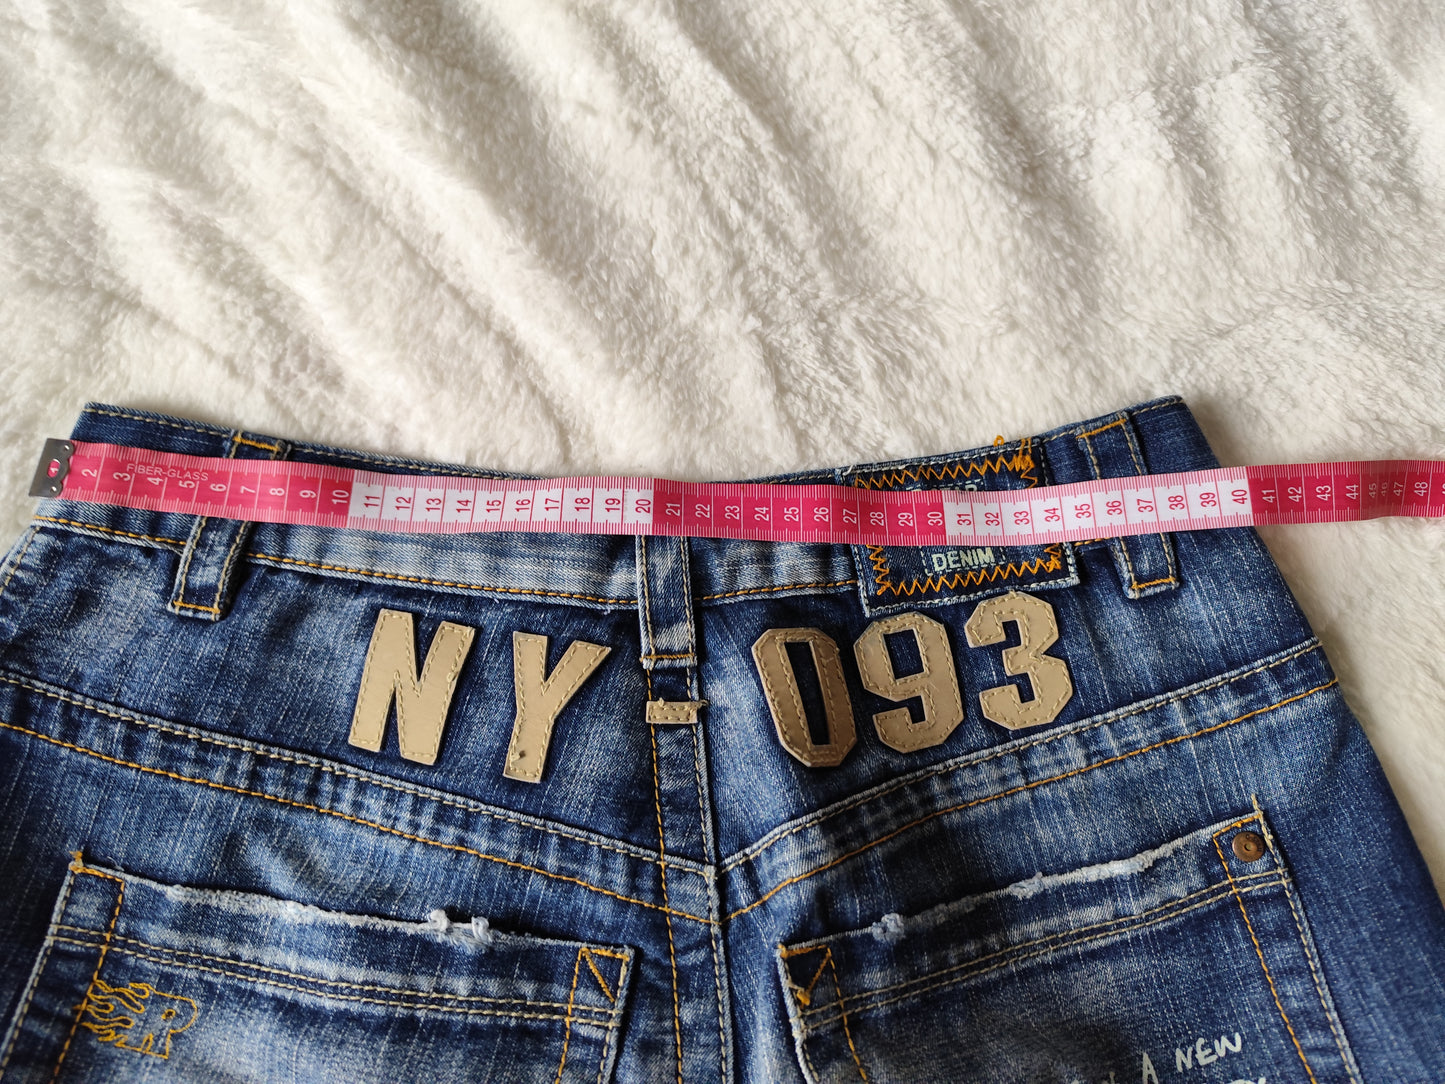 FIBER-GLASS
2 3 4 5 6 7 8 9 10 11 12 13 14 15 16 17 18 19 20 21 22 23 24 25 26 27 28 29 30 31 32 33 34 35 36 37 38 39 40 41 42 43 44 45 46 47 48
DENIM
NY-093
R
A NEW